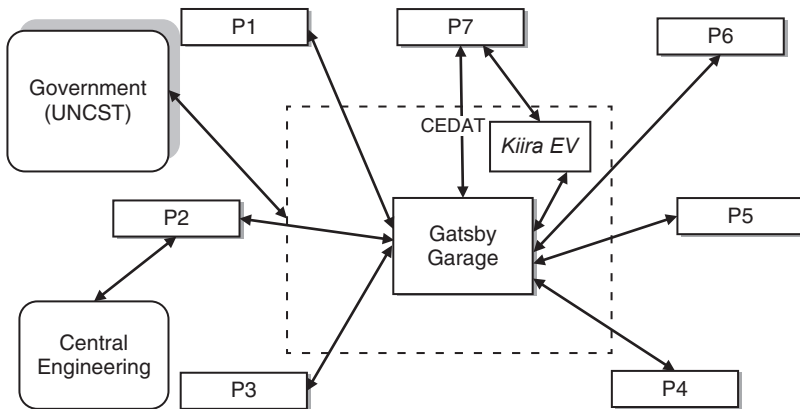 P1
P7
P6
Government
(UNCST)
CEDAT
Kiira EV
P2
P5
Gatsby
Garage
Central
Engineering
P3
P4